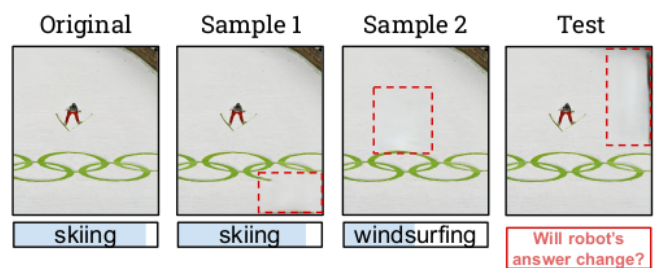 Original
Sample 1
Sample 2
Test
skiing
skiing
windsurfing
Will robot's
answer change?